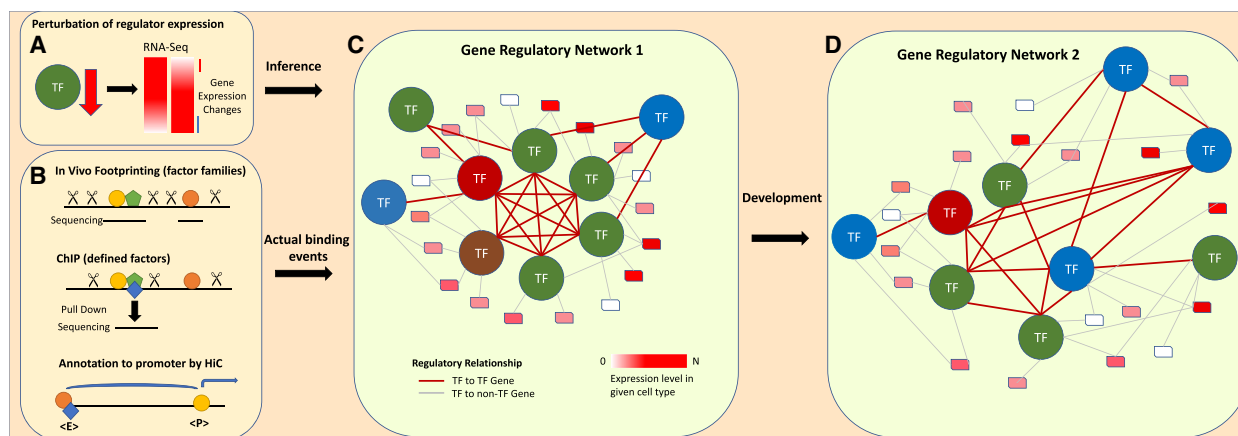 Perturbation of regulator expression
A
RNA-Seq
TF
Gene
Expression
Changes
Inference
B
In Vivo Footprinting (factor families)
Sequencing
ChIP (defined factors)
Pull Down
Sequencing
Annotation to promoter by HiC
<E>
<P>
Actual binding
events
C
Gene Regulatory Network 1
TF
TF
TF
TF
TF
TF
TF
TF
TF
TF
Regulatory Relationship
TF to TF Gene
TF to non-TF Gene
0
N
Expression level in
given cell type
Development
D
Gene Regulatory Network 2
TF
TF
TF
TF
TF
TF
TF
TF
TF